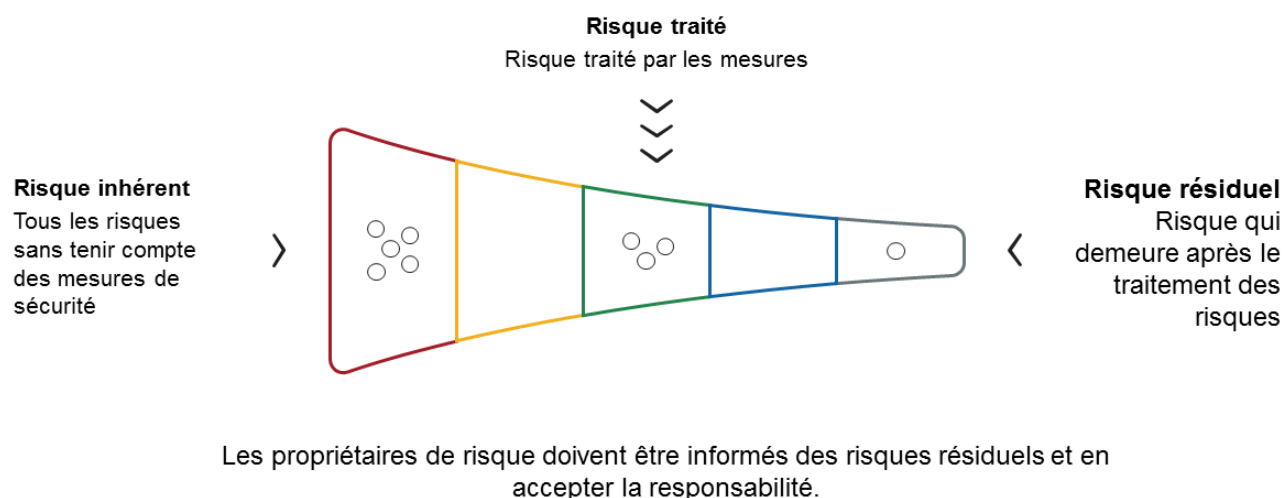 Risque traité
Risque traité par les mesures
Risque inhérent
Tous les risques
sans tenir compte
des mesures de
sécurité
Risque résiduel
Risque qui
demeure après le
traitement des
risques
Les propriétaires de risque doivent être informés des risques résiduels et en
accepter la responsabilité.